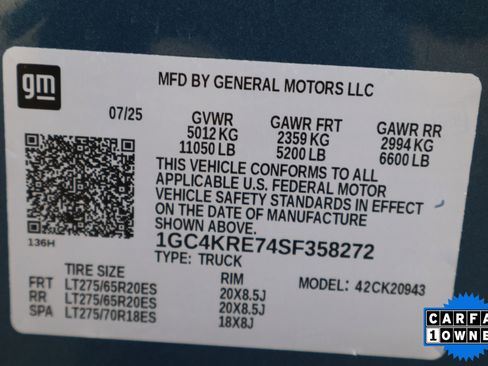 gm
MFD BY GENERAL MOTORS LLC
07/25 GVWR GAWR FRT GAWR RR
5012 KG 2359 KG 2994 KG
11050 LB 5200 LB 6600 LB
THIS VEHICLE CONFORMS TO ALL
APPLICABLE U.S. FEDERAL MOTOR
VEHICLE SAFETY STANDARDS IN EFFECT
ON THE DATE OF MANUFACTURE
SHOWN ABOVE.
136H
1GC4KRE74SF358272
TYPE: TRUCK
TIRE SIZE RIM MODEL: 42CK20943
FRT LT275/65R20ES 20X8.5J
RR LT275/65R20ES 20X8.5J
SPA LT275/70R18ES 18X8J
CARFA
1 OWNE